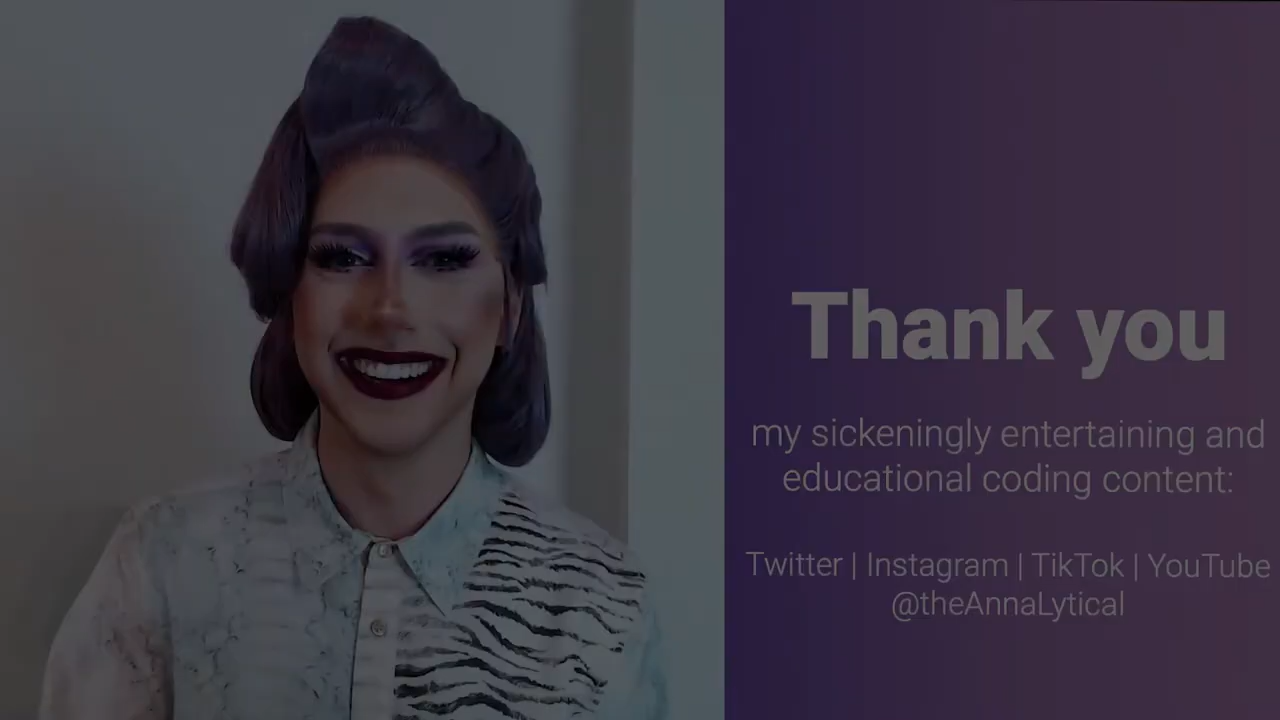 Thank you
my sickeningly entertaining and
educational coding content:
Twitter | Instagram | TikTok | YouTube
@theAnnaLytical